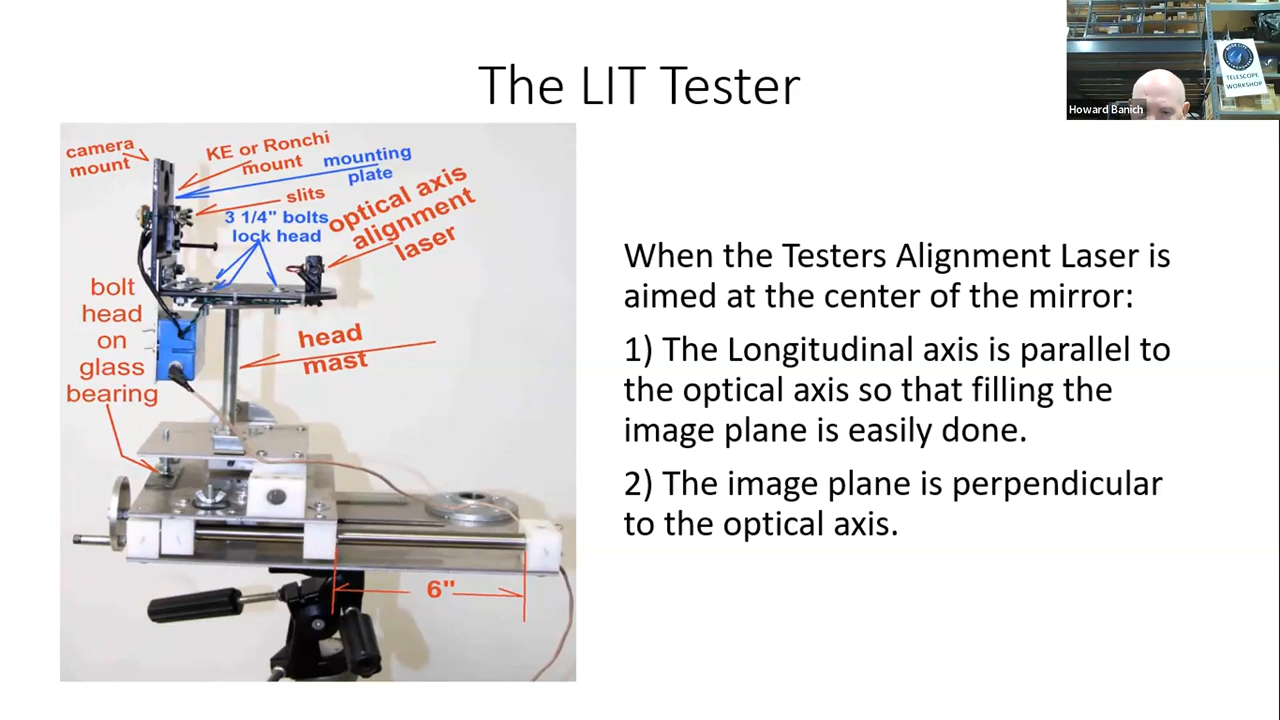 The LIT Tester
Howard Banich
TELESCOPE
WORKSHOP
camera
mount
KE or Ronchi
mount
mounting
plate
slits
3 1/4" bolts
lock head
optical axis
alignment
laser
bolt
head
on
glass
bearing
head
mast
6"
When the Testers Alignment Laser is
aimed at the center of the mirror:
1) The Longitudinal axis is parallel to
the optical axis so that filling the
image plane is easily done.
2) The image plane is perpendicular
to the optical axis.